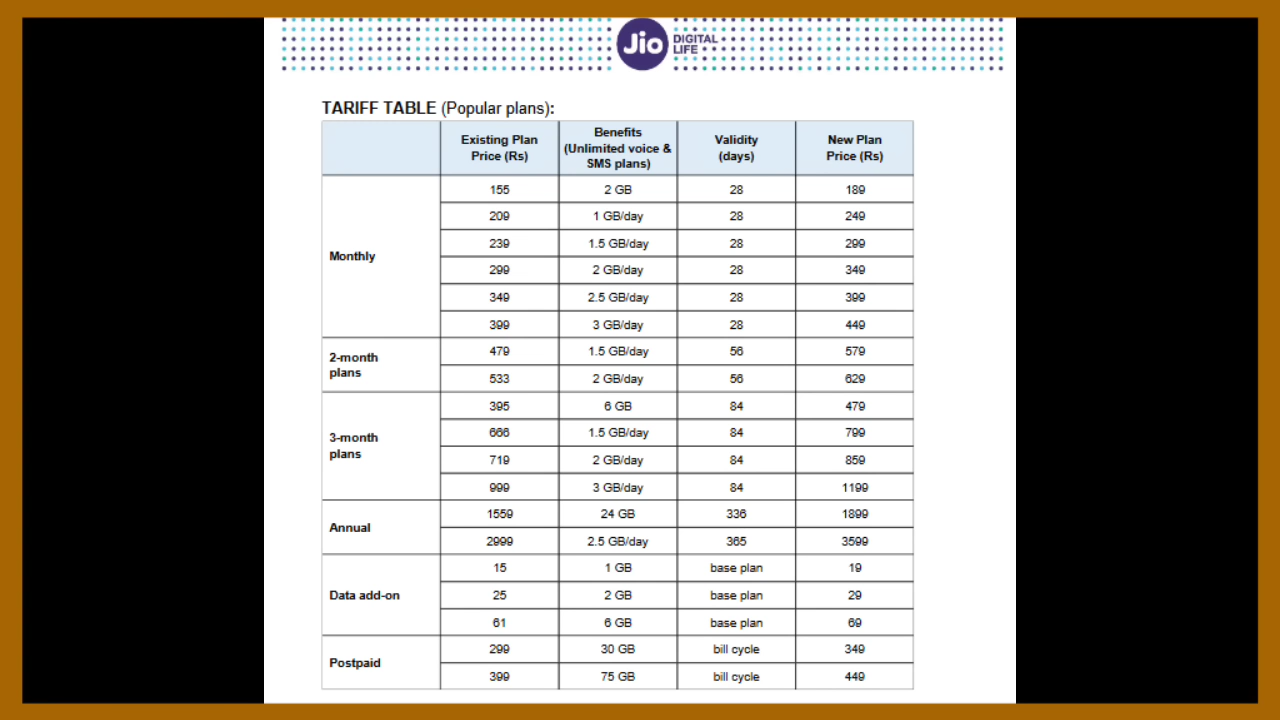 Jio DIGITAL
LIFE
TARIFF TABLE (Popular plans):
Existing Plan Price (Rs) Benefits (Unlimited voice & SMS plans) Validity (days) New Plan Price (Rs)
Monthly
155 2 GB 28 189
209 1 GB/day 28 249
239 1.5 GB/day 28 299
299 2 GB/day 28 349
349 2.5 GB/day 28 399
399 3 GB/day 28 449
2-month plans
479 1.5 GB/day 56 579
533 2 GB/day 56 629
3-month plans
395 6 GB 84 479
666 1.5 GB/day 84 799
719 2 GB/day 84 859
999 3 GB/day 84 1199
Annual
1559 24 GB 336 1899
2999 2.5 GB/day 365 3599
Data add-on
15 1 GB base plan 19
25 2 GB base plan 29
61 6 GB base plan 69
Postpaid
299 30 GB bill cycle 349
399 75 GB bill cycle 449